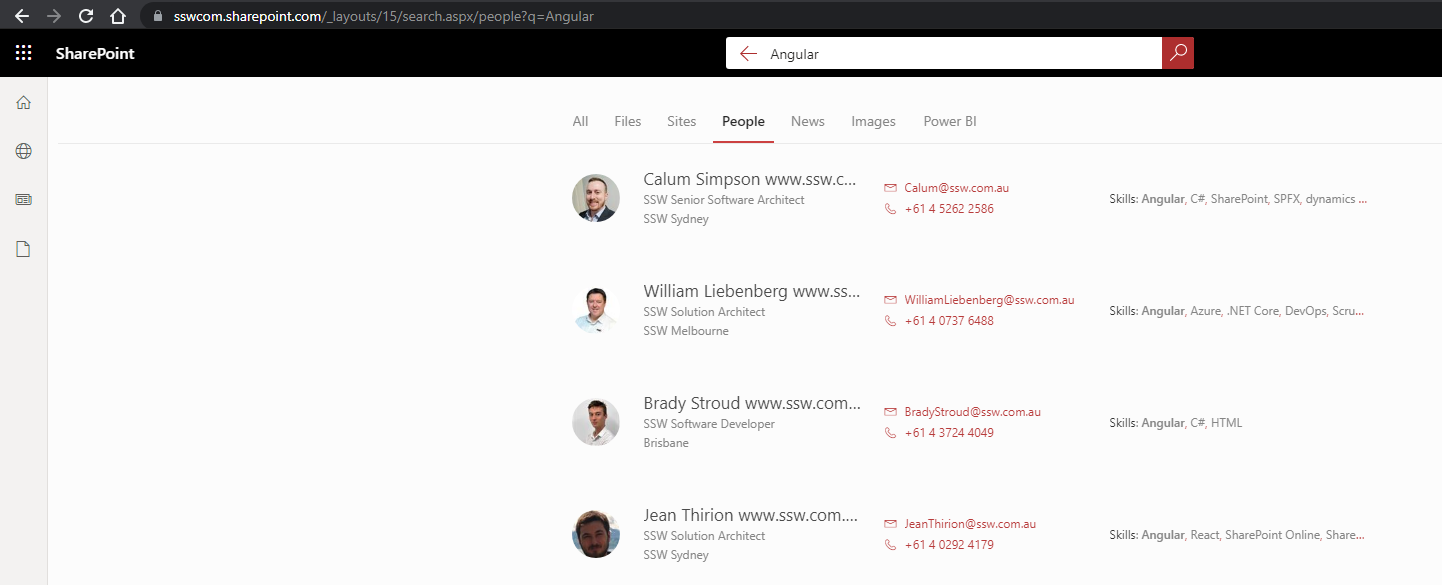 sswcom.sharepoint.com/_layouts/15/search.aspx/people?q=Angular
SharePoint
Angular
All Files Sites People News Images Power BI
Calum Simpson www.ssw.c...
SSW Senior Software Architect
SSW Sydney
Calum@ssw.com.au
+61 4 5262 2586
Skills: Angular, C#, SharePoint, SPFX, dynamics ...
William Liebenberg www.ss...
SSW Solution Architect
SSW Melbourne
WilliamLiebenberg@ssw.com.au
+61 4 0737 6488
Skills: Angular, Azure, .NET Core, DevOps, Scru...
Brady Stroud www.ssw.com...
SSW Software Developer
Brisbane
BradyStroud@ssw.com.au
+61 4 3724 4049
Skills: Angular, C#, HTML
Jean Thirion www.ssw.com....
SSW Solution Architect
SSW Sydney
JeanThirion@ssw.com.au
+61 4 0292 4179
Skills: Angular, React, SharePoint Online, Share...